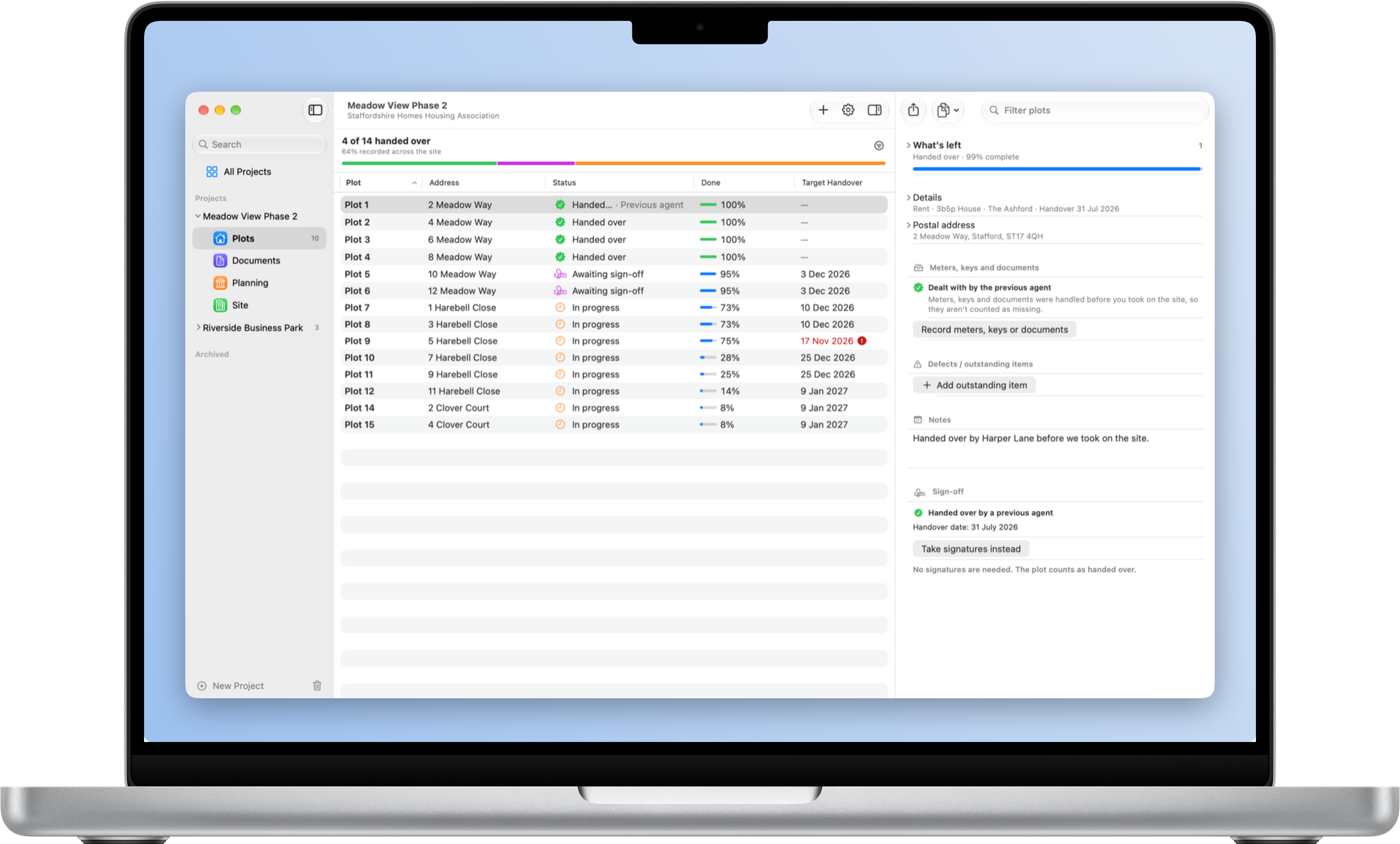 Meadow View Phase 2
Staffordshire Homes Housing Association
Filter plots
Search
All Projects
Projects
Meadow View Phase 2
Plots 10
Documents
Planning
Site
Riverside Business Park 3
Archived
New Project
4 of 14 handed over
64% recorded across the site
Plot Address Status Done Target Handover
Plot 1 2 Meadow Way Handed... · Previous agent 100% —
Plot 2 4 Meadow Way Handed over 100% —
Plot 3 6 Meadow Way Handed over 100% —
Plot 4 8 Meadow Way Handed over 100% —
Plot 5 10 Meadow Way Awaiting sign-off 95% 3 Dec 2026
Plot 6 12 Meadow Way Awaiting sign-off 95% 3 Dec 2026
Plot 7 1 Harebell Close In progress 73% 10 Dec 2026
Plot 8 3 Harebell Close In progress 73% 10 Dec 2026
Plot 9 5 Harebell Close In progress 75% 17 Nov 2026
Plot 10 7 Harebell Close In progress 28% 25 Dec 2026
Plot 11 9 Harebell Close In progress 25% 25 Dec 2026
Plot 12 11 Harebell Close In progress 14% 9 Jan 2027
Plot 14 2 Clover Court In progress 8% 9 Jan 2027
Plot 15 4 Clover Court In progress 8% 9 Jan 2027
What's left 1
Handed over · 99% complete
Details
Rent · 3b5p House · The Ashford · Handover 31 Jul 2026
Postal address
2 Meadow Way, Stafford, ST17 4QH
Meters, keys and documents
Dealt with by the previous agent
Meters, keys and documents were handled before you took on the site, so
they aren't counted as missing.
Record meters, keys or documents
Defects / outstanding items
Add outstanding item
Notes
Handed over by Harper Lane before we took on the site.
Sign-off
Handed over by a previous agent
Handover date: 31 July 2026
Take signatures instead
No signatures are needed. The plot counts as handed over.